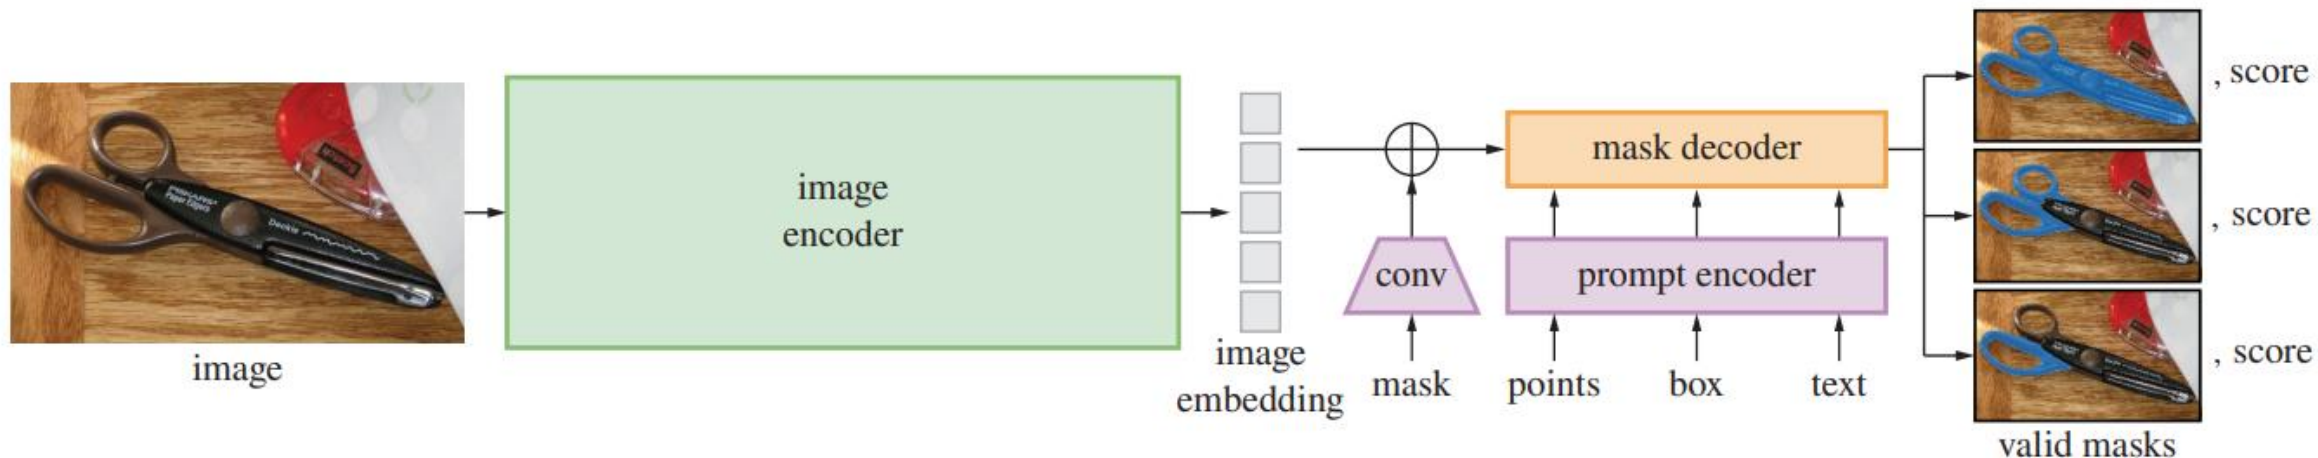 image
image
encoder
image
embedding
conv
mask
mask decoder
prompt encoder
points
box
text
, score
, score
, score
valid masks